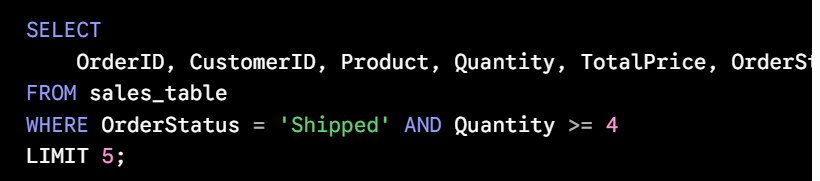 SELECT
OrderID, CustomerID, Product, Quantity, TotalPrice,
FROM sales_table
WHERE OrderStatus = 'Shipped' AND Quantity >= 4
LIMIT 5;